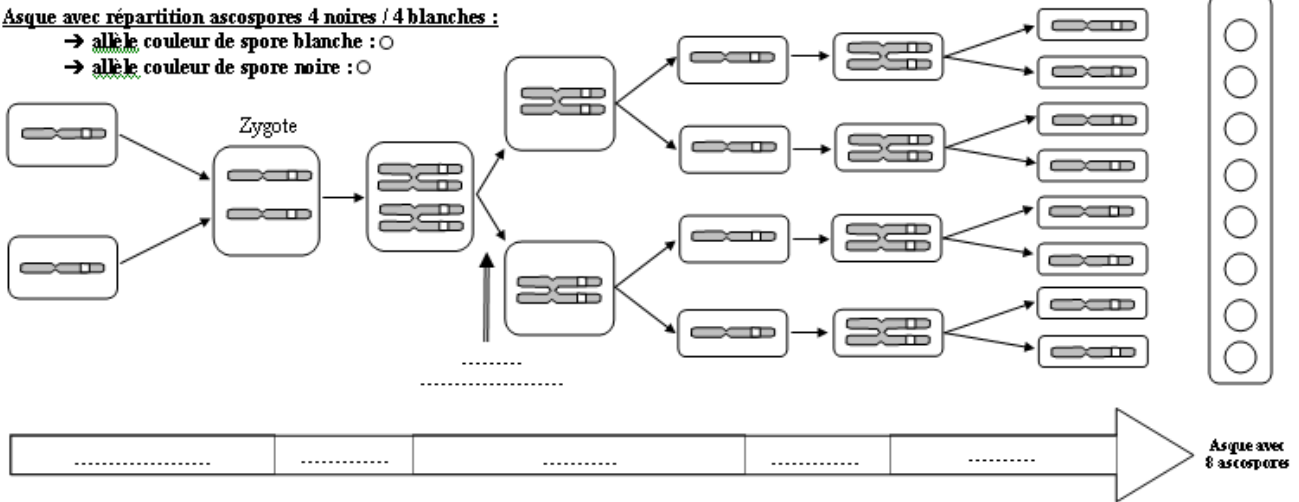 Asque avec répartition ascospores 4 noires / 4 blanches :
→ allèle couleur de spore blanche : ○
→ allèle couleur de spore noire : ○
Zygote
........
......................
....................
.............
...........
.............
..........
Asque avec
8 ascospores